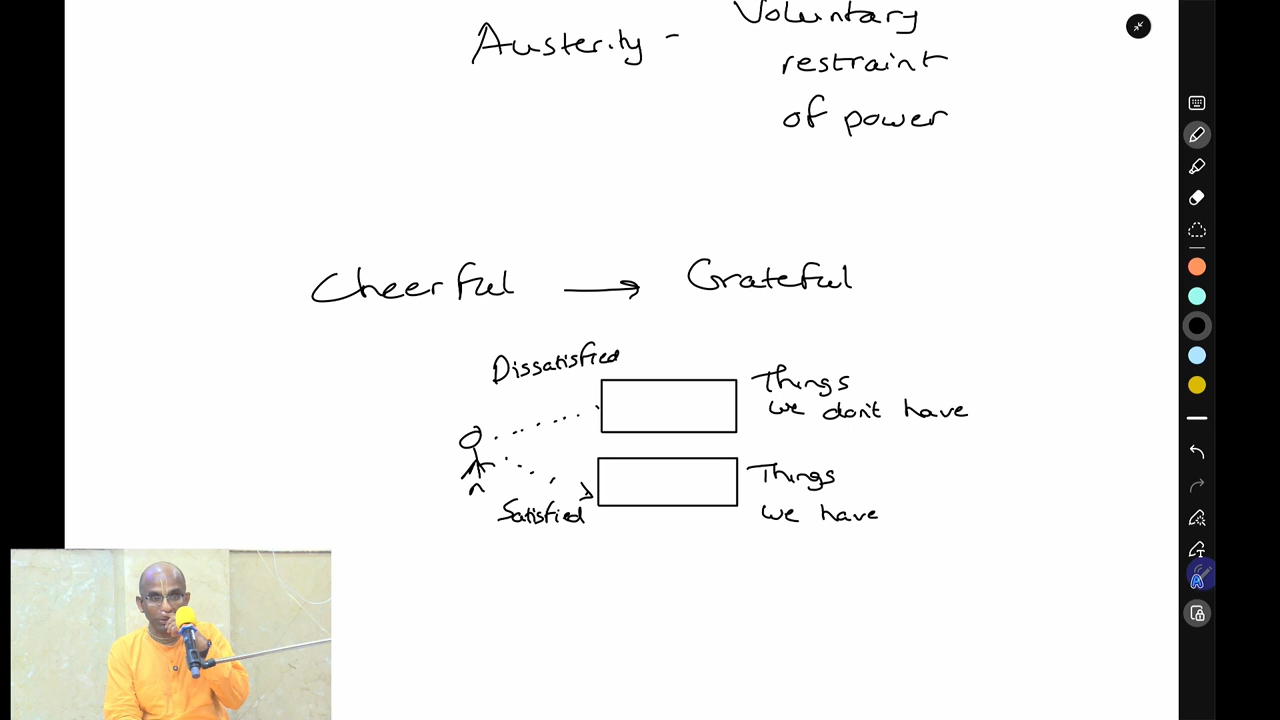 Austerity - Voluntary
restraint
of power
Cheerful → Grateful
Dissatisfied
Things
we don't have
Things
we have
Satisfied